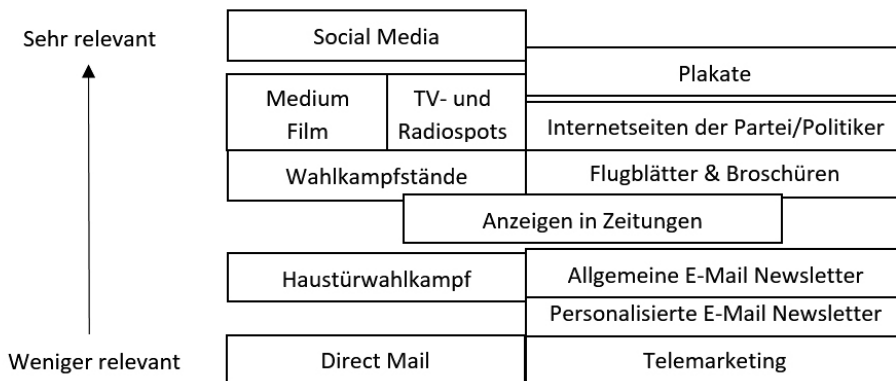 Sehr relevant
Social Media
Plakate
Medium
Film
TV- und
Radiospots
Internetseiten der Partei/Politiker
Wahlkampfstände
Flugblätter & Broschüren
Anzeigen in Zeitungen
Haustürwahlkampf
Allgemeine E-Mail Newsletter
Personalisierte E-Mail Newsletter
Weniger relevant
Direct Mail
Telemarketing